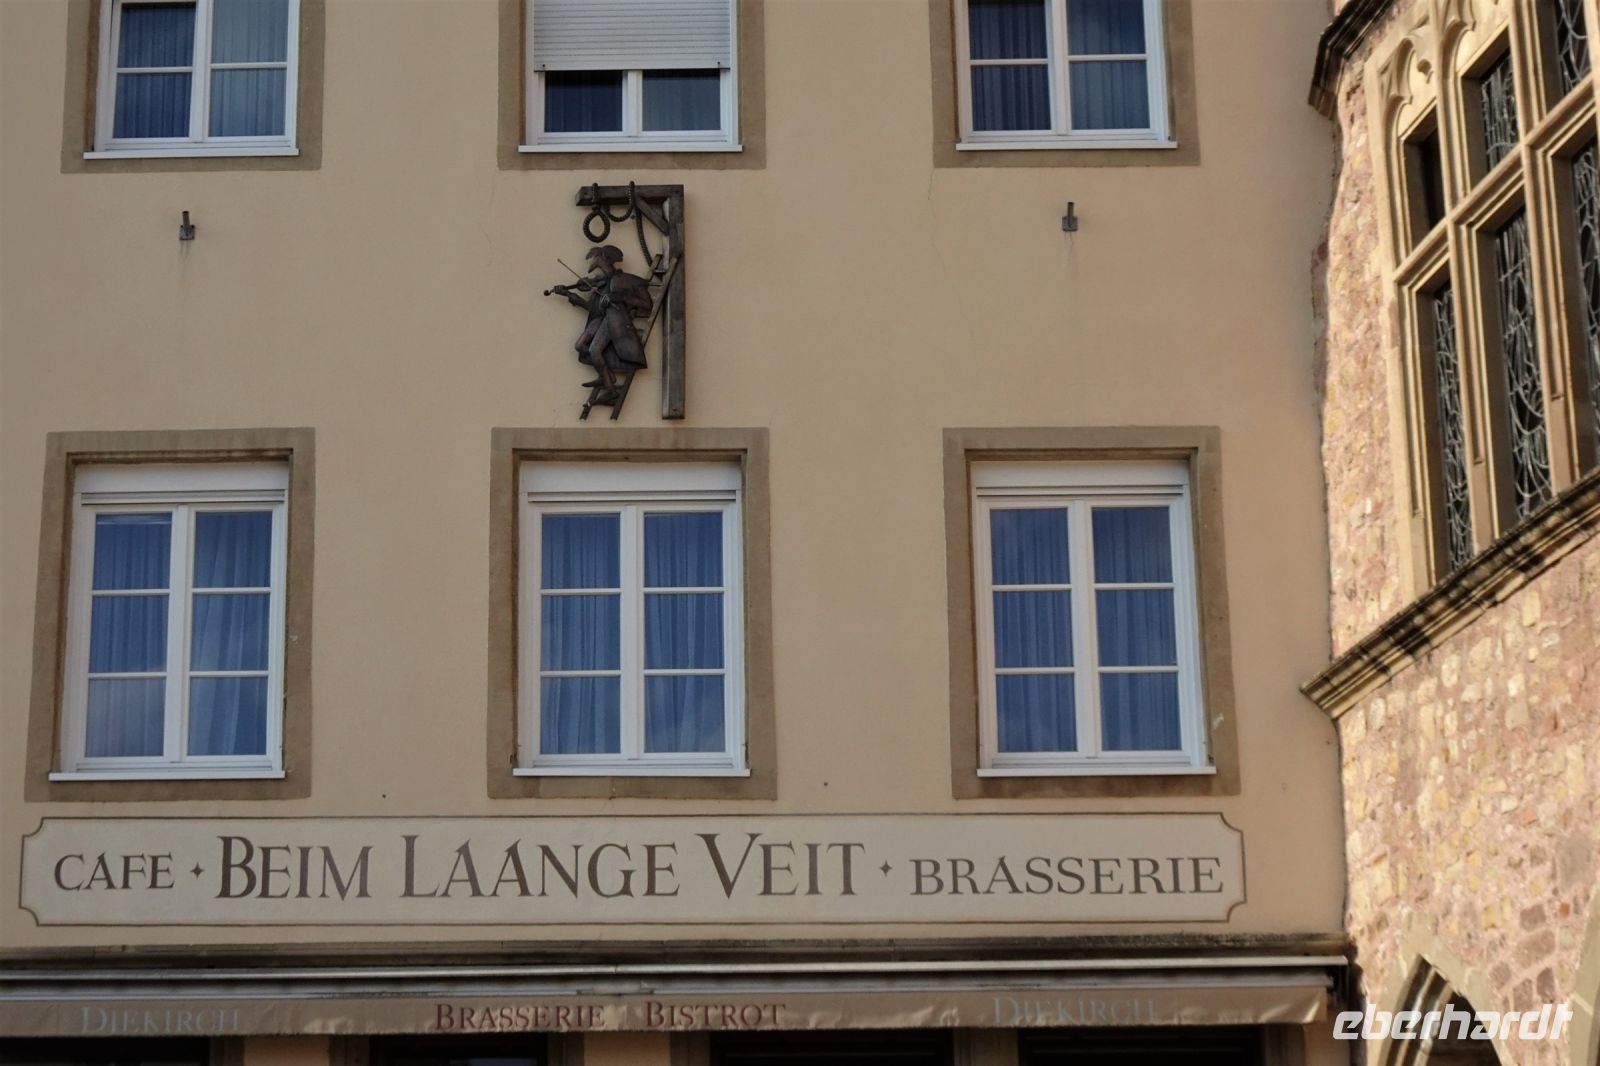 CAFE ✦ BEIM LAANGE VEIT ✦ BRASSERIE
DIEKIRCH BRASSERIE BISTROT DIEKIRCH
eberhardt